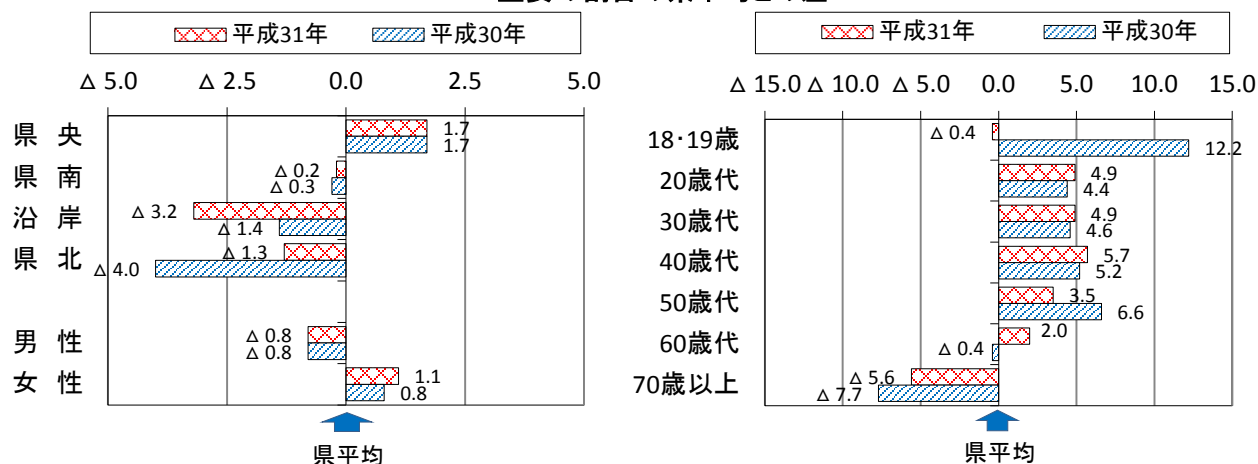 平成31年 平成30年
△ 5.0 △ 2.5 0.0 2.5 5.0
県 央 1.7
1.7
県 南 △ 0.2
△ 0.3
沿 岸 △ 3.2
△ 1.4
県 北 △ 1.3
△ 4.0
男 性 △ 0.8
△ 0.8
女 性 1.1
0.8
県平均
平成31年 平成30年
△ 15.0 △ 10.0 △ 5.0 0.0 5.0 10.0 15.0
18･19歳 △ 0.4
12.2
20歳代 4.9
4.4
30歳代 4.9
4.6
40歳代 5.7
5.2
50歳代 3.5
6.6
60歳代 2.0
△ 0.4
70歳以上 △ 5.6
△ 7.7
県平均